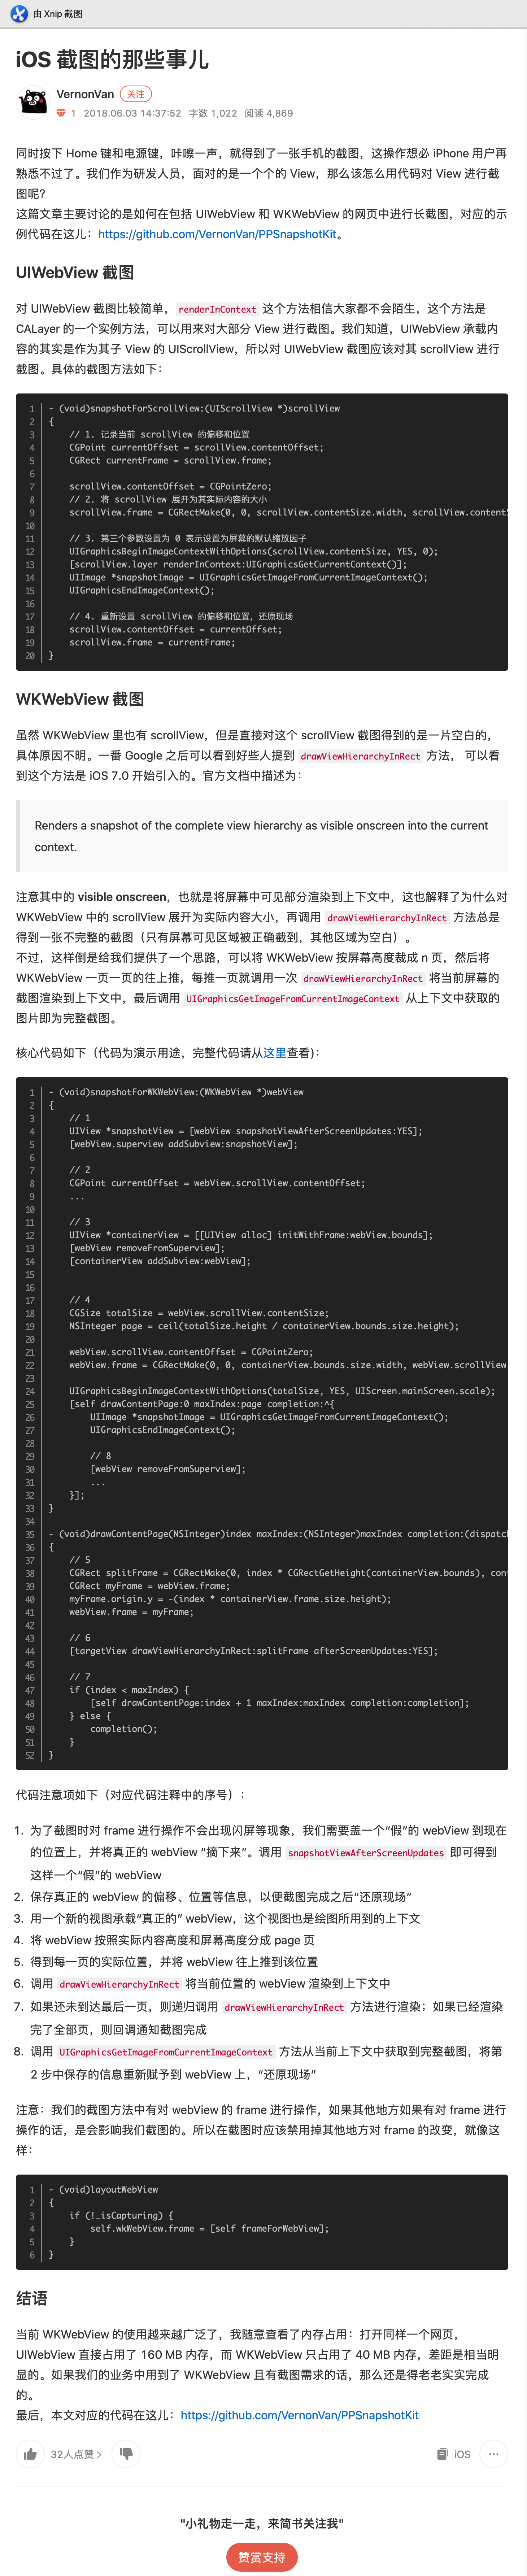 由 Xnip 截图
iOS 截图的那些事儿
VernonVan 关注
1 2018.06.03 14:37:52 字数 1,022 阅读 4,869
同时按下 Home 键和电源键，咔嚓一声，就得到了一张手机的截图，这操作想必 iPhone 用户再
熟悉不过了。我们作为研发人员，面对的是一个个的 View，那么该怎么用代码对 View 进行截
图呢？
这篇文章主要讨论的是如何在包括 UIWebView 和 WKWebView 的网页中进行长截图，对应的示
例代码在这儿：https://github.com/VernonVan/PPSnapshotKit。
UIWebView 截图
对 UIWebView 截图比较简单，renderInContext 这个方法相信大家都不会陌生，这个方法是
CALayer 的一个实例方法，可以用来对大部分 View 进行截图。我们知道，UIWebView 承载内
容的其实是作为其子 View 的 UIScrollView，所以对 UIWebView 截图应该对其 scrollView 进行
截图。具体的截图方法如下：
1 - (void)snapshotForScrollView:(UIScrollView *)scrollView
2 {
3 // 1. 记录当前 scrollView 的偏移和位置
4 CGPoint currentOffset = scrollView.contentOffset;
5 CGRect currentFrame = scrollView.frame;
6
7 scrollView.contentOffset = CGPointZero;
8 // 2. 将 scrollView 展开为其实际内容的大小
9 scrollView.frame = CGRectMake(0, 0, scrollView.contentSize.width, scrollView.contentS
10
11 // 3. 第三个参数设置为 0 表示设置为屏幕的默认缩放因子
12 UIGraphicsBeginImageContextWithOptions(scrollView.contentSize, YES, 0);
13 [scrollView.layer renderInContext:UIGraphicsGetCurrentContext()];
14 UIImage *snapshotImage = UIGraphicsGetImageFromCurrentImageContext();
15 UIGraphicsEndImageContext();
16
17 // 4. 重新设置 scrollView 的偏移和位置，还原现场
18 scrollView.contentOffset = currentOffset;
19 scrollView.frame = currentFrame;
20 }
WKWebView 截图
虽然 WKWebView 里也有 scrollView，但是直接对这个 scrollView 截图得到的是一片空白的，
具体原因不明。一番 Google 之后可以看到好些人提到 drawViewHierarchyInRect 方法， 可以看
到这个方法是 iOS 7.0 开始引入的。官方文档中描述为：
Renders a snapshot of the complete view hierarchy as visible onscreen into the current
context.
注意其中的 visible onscreen，也就是将屏幕中可见部分渲染到上下文中，这也解释了为什么对
WKWebView 中的 scrollView 展开为实际内容大小，再调用 drawViewHierarchyInRect 方法总是
得到一张不完整的截图（只有屏幕可见区域被正确截到，其他区域为空白）。
不过，这样倒是给我们提供了一个思路，可以将 WKWebView 按屏幕高度裁成 n 页，然后将
WKWebView 一页一页的往上推，每推一页就调用一次 drawViewHierarchyInRect 将当前屏幕的
截图渲染到上下文中，最后调用 UIGraphicsGetImageFromCurrentImageContext 从上下文中获取的
图片即为完整截图。
核心代码如下（代码为演示用途，完整代码请从这里查看)：
1 - (void)snapshotForWKWebView:(WKWebView *)webView
2 {
3 // 1
4 UIView *snapshotView = [webView snapshotViewAfterScreenUpdates:YES];
5 [webView.superview addSubview:snapshotView];
6
7 // 2
8 CGPoint currentOffset = webView.scrollView.contentOffset;
9 ...
10
11 // 3
12 UIView *containerView = [[UIView alloc] initWithFrame:webView.bounds];
13 [webView removeFromSuperview];
14 [containerView addSubview:webView];
15
16
17 // 4
18 CGSize totalSize = webView.scrollView.contentSize;
19 NSInteger page = ceil(totalSize.height / containerView.bounds.size.height);
20
21 webView.scrollView.contentOffset = CGPointZero;
22 webView.frame = CGRectMake(0, 0, containerView.bounds.size.width, webView.scrollView
23
24 UIGraphicsBeginImageContextWithOptions(totalSize, YES, UIScreen.mainScreen.scale);
25 [self drawContentPage:0 maxIndex:page completion:^{
26 UIImage *snapshotImage = UIGraphicsGetImageFromCurrentImageContext();
27 UIGraphicsEndImageContext();
28
29 // 8
30 [webView removeFromSuperview];
31 ...
32 }];
33 }
34
35 - (void)drawContentPage(NSInteger)index maxIndex:(NSInteger)maxIndex completion:(dispatch
36 {
37 // 5
38 CGRect splitFrame = CGRectMake(0, index * CGRectGetHeight(containerView.bounds), cont
39 CGRect myFrame = webView.frame;
40 myFrame.origin.y = -(index * containerView.frame.size.height);
41 webView.frame = myFrame;
42
43 // 6
44 [targetView drawViewHierarchyInRect:splitFrame afterScreenUpdates:YES];
45
46 // 7
47 if (index < maxIndex) {
48 [self drawContentPage:index + 1 maxIndex:maxIndex completion:completion];
49 } else {
50 completion();
51 }
52 }
代码注意项如下（对应代码注释中的序号）：
1. 为了截图时对 frame 进行操作不会出现闪屏等现象，我们需要盖一个“假”的 webView 到现在
的位置上，并将真正的 webView “摘下来”。调用 snapshotViewAfterScreenUpdates 即可得到
这样一个“假”的 webView
2. 保存真正的 webView 的偏移、位置等信息，以便截图完成之后“还原现场”
3. 用一个新的视图承载“真正的” webView，这个视图也是绘图所用到的上下文
4. 将 webView 按照实际内容高度和屏幕高度分成 page 页
5. 得到每一页的实际位置，并将 webView 往上推到该位置
6. 调用 drawViewHierarchyInRect 将当前位置的 webView 渲染到上下文中
7. 如果还未到达最后一页，则递归调用 drawViewHierarchyInRect 方法进行渲染；如果已经渲染
完了全部页，则回调通知截图完成
8. 调用 UIGraphicsGetImageFromCurrentImageContext 方法从当前上下文中获取到完整截图，将第
2 步中保存的信息重新赋予到 webView 上，“还原现场”
注意：我们的截图方法中有对 webView 的 frame 进行操作，如果其他地方如果有对 frame 进行
操作的话，是会影响我们截图的。所以在截图时应该禁用掉其他地方对 frame 的改变，就像这
样：
1 - (void)layoutWebView
2 {
3 if (!_isCapturing) {
4 self.wkWebView.frame = [self frameForWebView];
5 }
6 }
结语
当前 WKWebView 的使用越来越广泛了，我随意查看了内存占用：打开同样一个网页，
UIWebView 直接占用了 160 MB 内存，而 WKWebView 只占用了 40 MB 内存，差距是相当明
显的。如果我们的业务中用到了 WKWebView 且有截图需求的话，那么还是得老老实实完成
的。
最后，本文对应的代码在这儿：https://github.com/VernonVan/PPSnapshotKit
32人点赞 > iOS ...
"小礼物走一走，来简书关注我"
赞赏支持